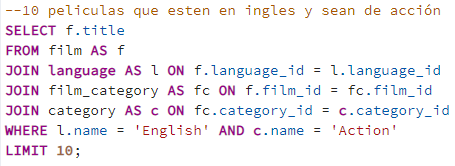 --10 peliculas que esten en ingles y sean de acción
SELECT f.title
FROM film AS f
JOIN language AS l ON f.language_id = l.language_id
JOIN film_category AS fc ON f.film_id = fc.film_id
JOIN category AS c ON fc.category_id = c.category_id
WHERE l.name = 'English' AND c.name = 'Action'
LIMIT 10;